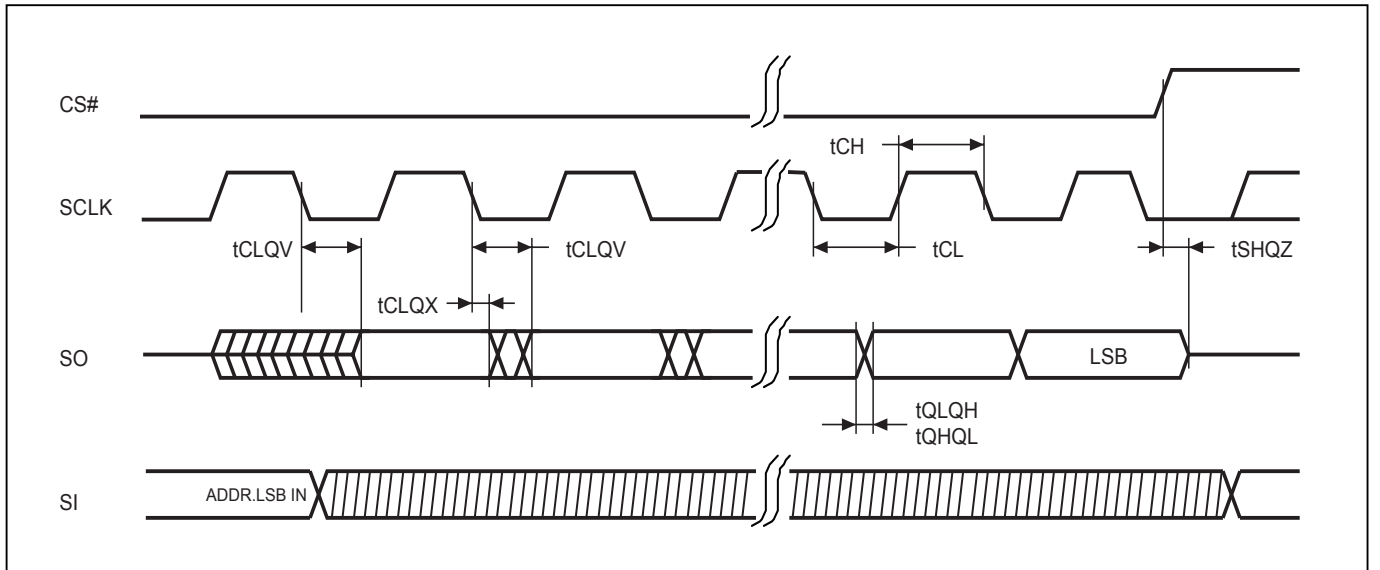 CS#
tCH
SCLK
tCLQV
tCLQV
tCL
tSHQZ
tCLQX
SO
LSB
tQLQH
tQHQL
SI
ADDR.LSB IN